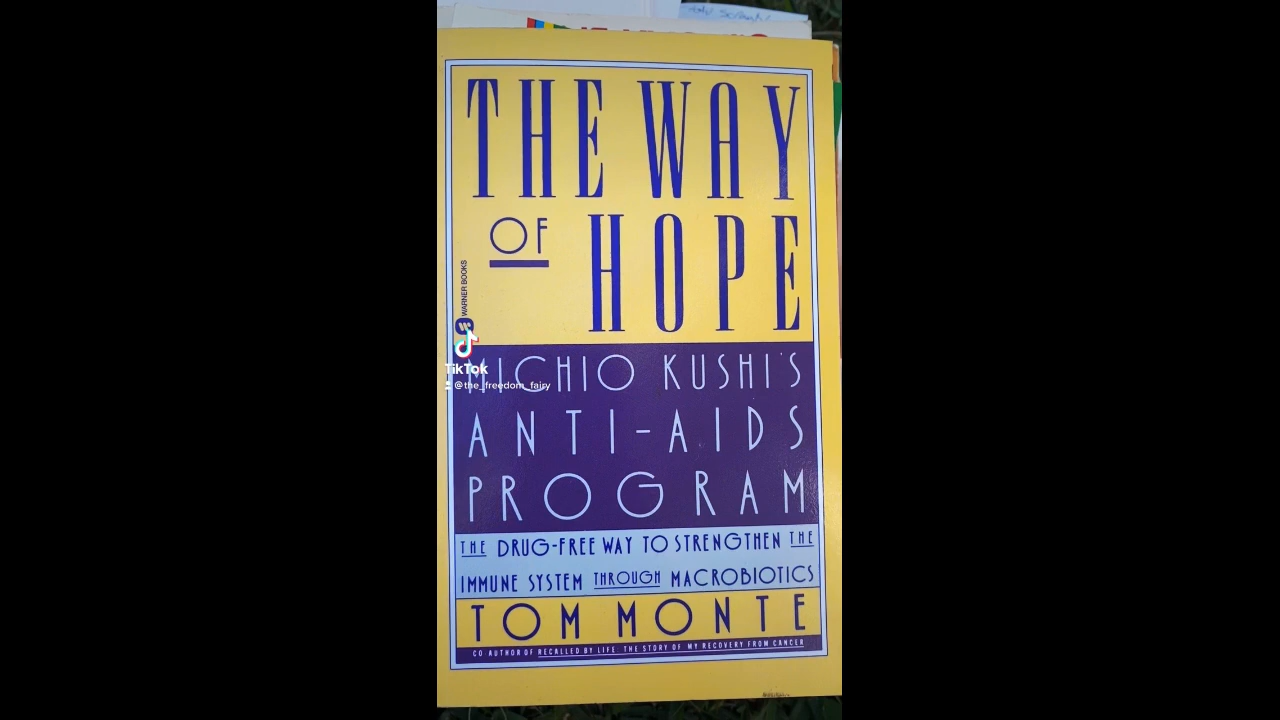 THE WAY
OF HOPE
WARNER BOOKS
TikTok
@the_freedom_fairy
MICHIO KUSHI'S
ANTI-AIDS
PROGRAM
THE DRUG-FREE WAY TO STRENGTHEN THE
IMMUNE SYSTEM THROUGH MACROBIOTICS
TOM MONTE
CO AUTHOR OF RECALLED BY LIFE: THE STORY OF MY RECOVERY FROM CANCER